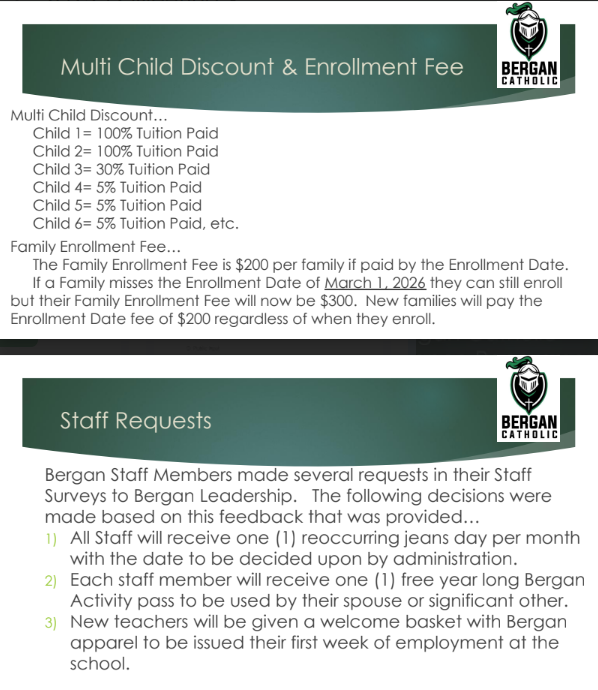 BERGAN
CATHOLIC
Multi Child Discount & Enrollment Fee
Multi Child Discount...
Child 1= 100% Tuition Paid
Child 2= 100% Tuition Paid
Child 3= 30% Tuition Paid
Child 4= 5% Tuition Paid
Child 5= 5% Tuition Paid
Child 6= 5% Tuition Paid, etc.
Family Enrollment Fee...
The Family Enrollment Fee is $200 per family if paid by the Enrollment Date.
If a Family misses the Enrollment Date of March 1, 2026 they can still enroll
but their Family Enrollment Fee will now be $300.  New families will pay the
Enrollment Date fee of $200 regardless of when they enroll.
BERGAN
CATHOLIC
Staff Requests
Bergan Staff Members made several requests in their Staff
Surveys to Bergan Leadership.   The following decisions were
made based on this feedback that was provided...
1) All Staff will receive one (1) reoccurring jeans day per month
with the date to be decided upon by administration.
2) Each staff member will receive one (1) free year long Bergan
Activity pass to be used by their spouse or significant other.
3) New teachers will be given a welcome basket with Bergan
apparel to be issued their first week of employment at the
school.